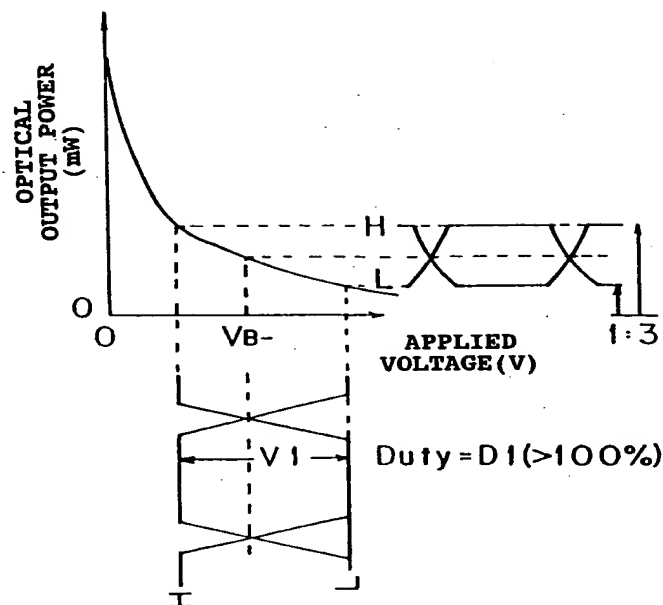 OPTICAL
OUTPUT POWER
(mW)
H
L
O
O
VB-
APPLIED
VOLTAGE(V)
1:3
V1
Duty=D1(>100%)
H
L